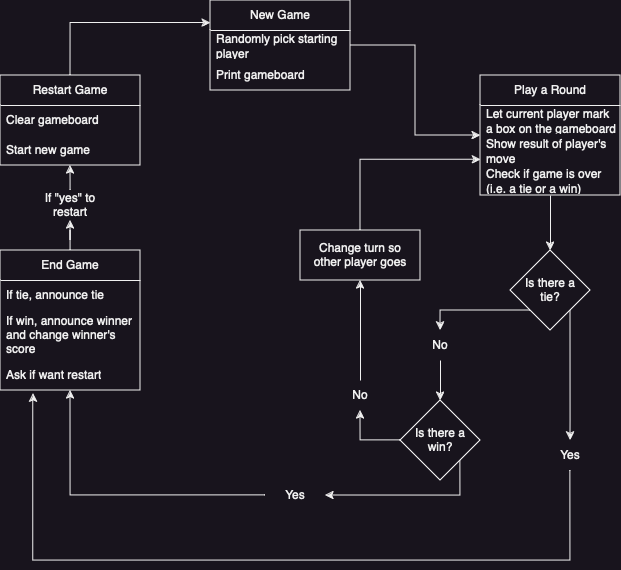 New Game
Randomly pick starting
player
Print gameboard
Restart Game
Clear gameboard
Start new game
Play a Round
Let current player mark
a box on the gameboard
Show result of player's
move
Check if game is over
(i.e. a tie or a win)
If "yes" to
restart
Change turn so
other player goes
End Game
If tie, announce tie
If win, announce winner
and change winner's
score
Ask if want restart
Is there a
tie?
No
No
Is there a
win?
Yes
Yes